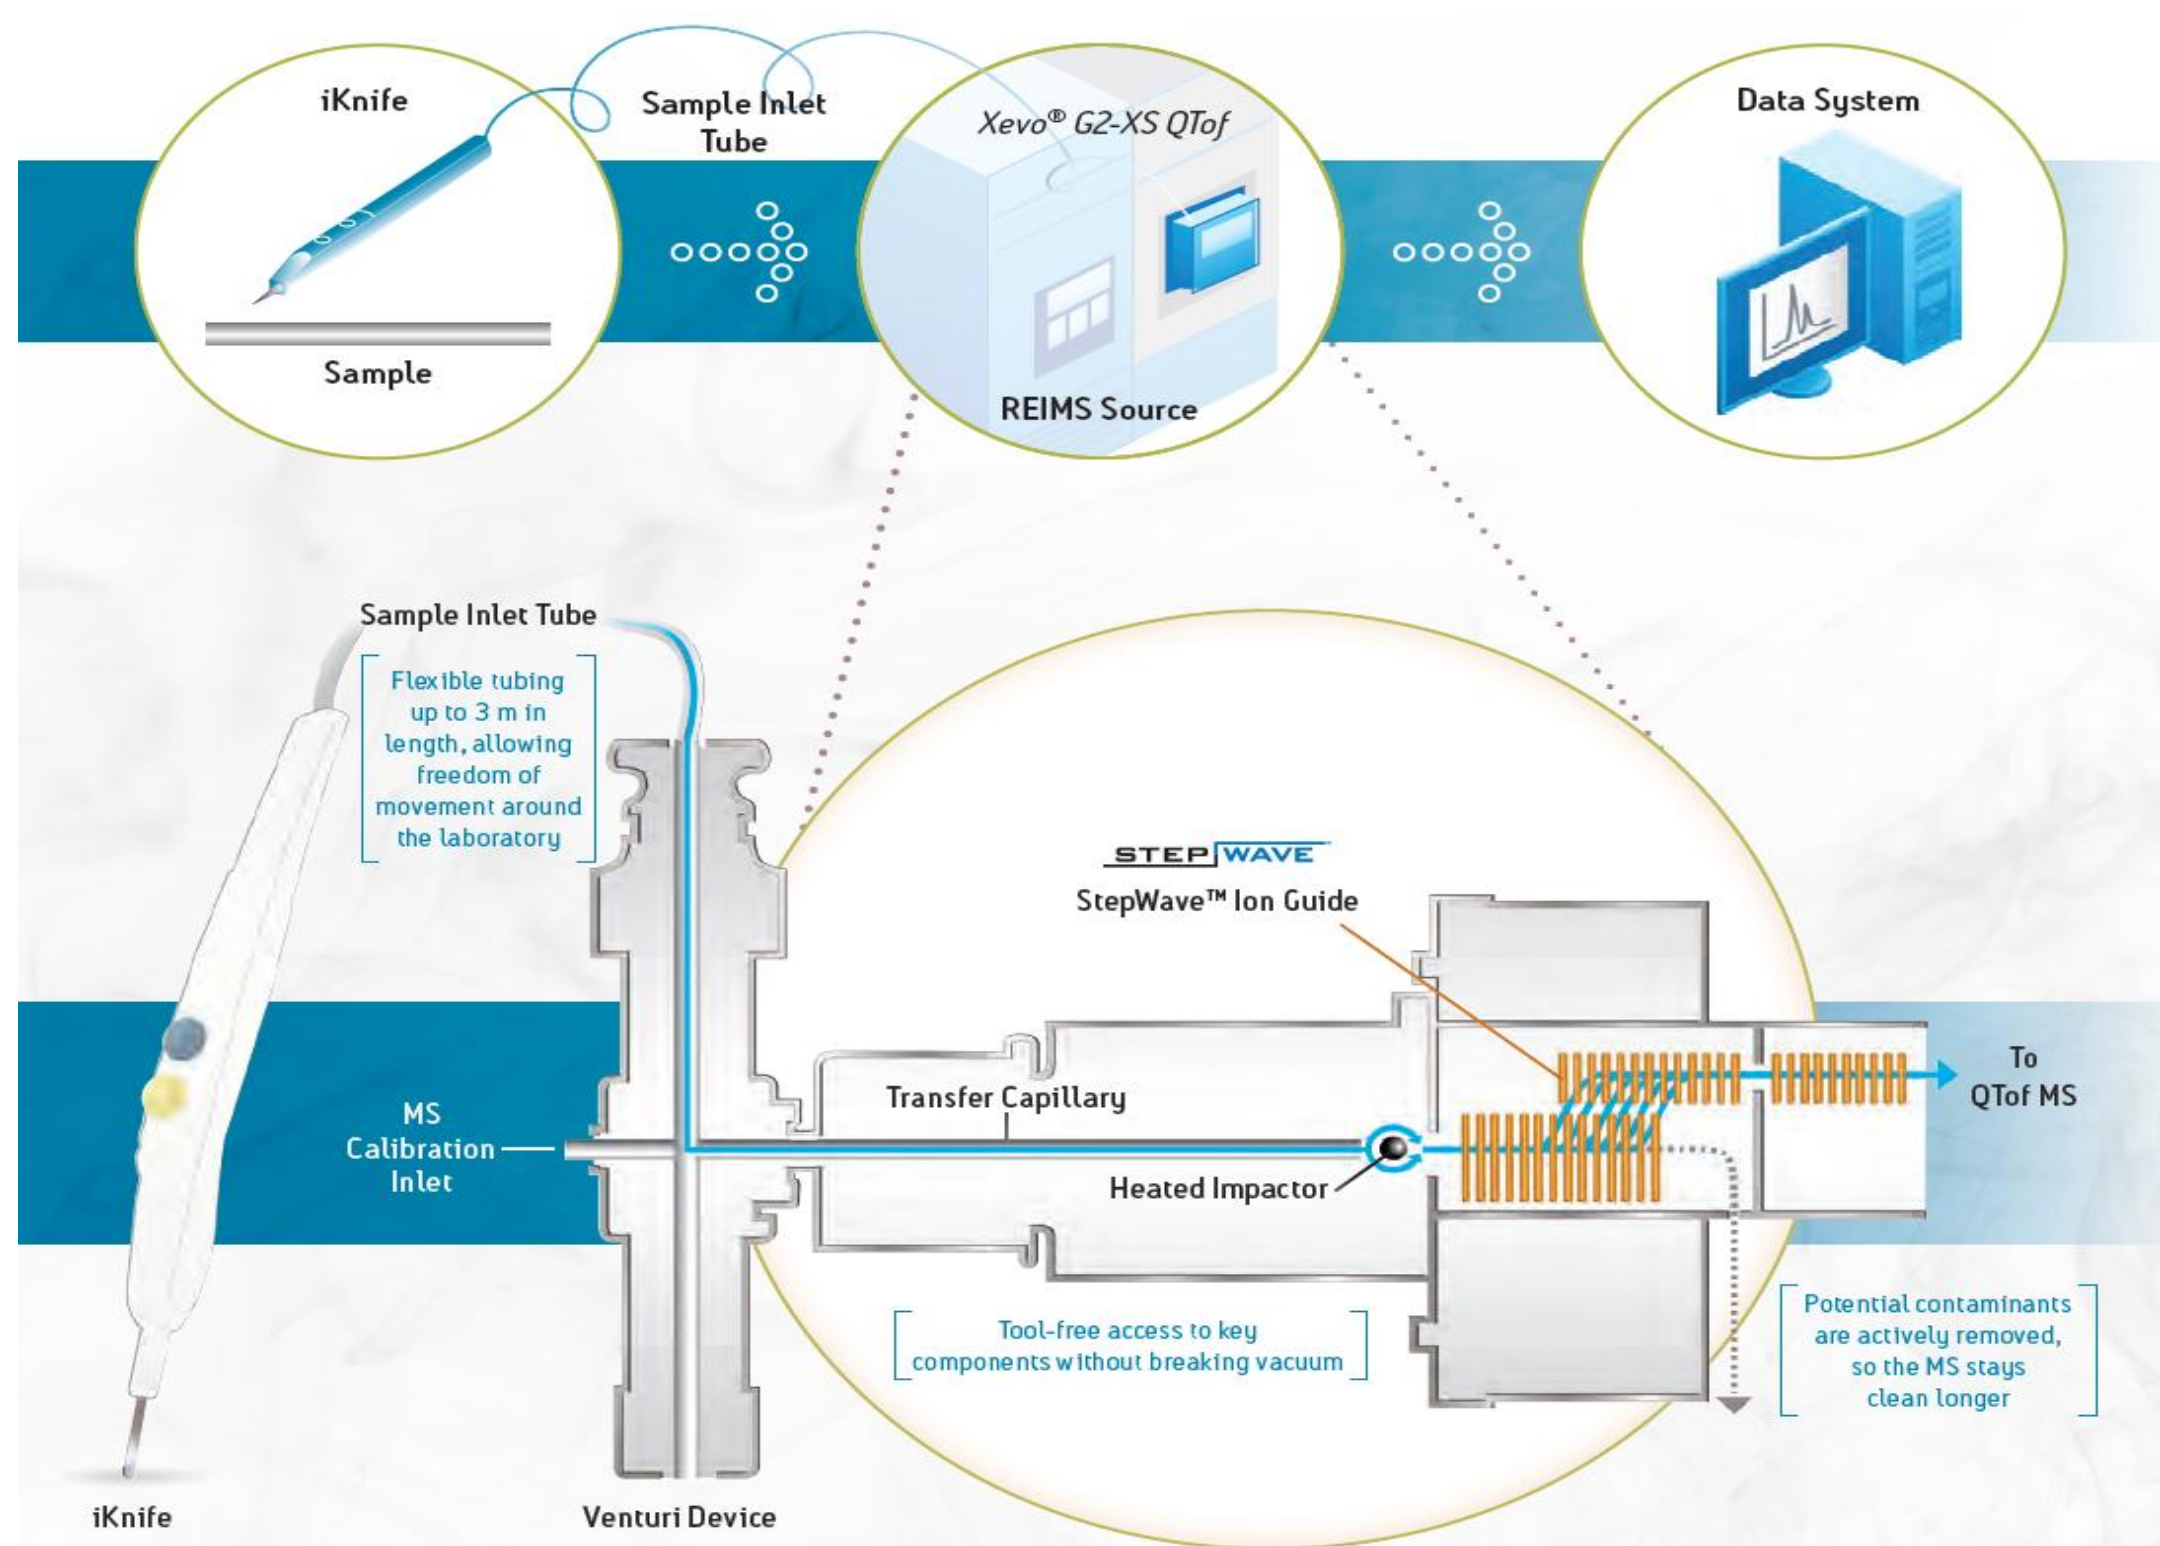 iKnife
Sample Inlet
Tube
Xevo® G2-XS QTof
Data System
Sample
REIMS Source
Sample Inlet Tube
Flexible tubing
up to 3 m in
length, allowing
freedom of
movement around
the laboratory
STEPWAVE™
StepWave™ Ion Guide
Transfer Capillary
To
QTof MS
MS
Calibration
Inlet
Heated Impactor
Tool-free access to key
components without breaking vacuum
Potential contaminants
are actively removed,
so the MS stays
clean longer
iKnife
Venturi Device